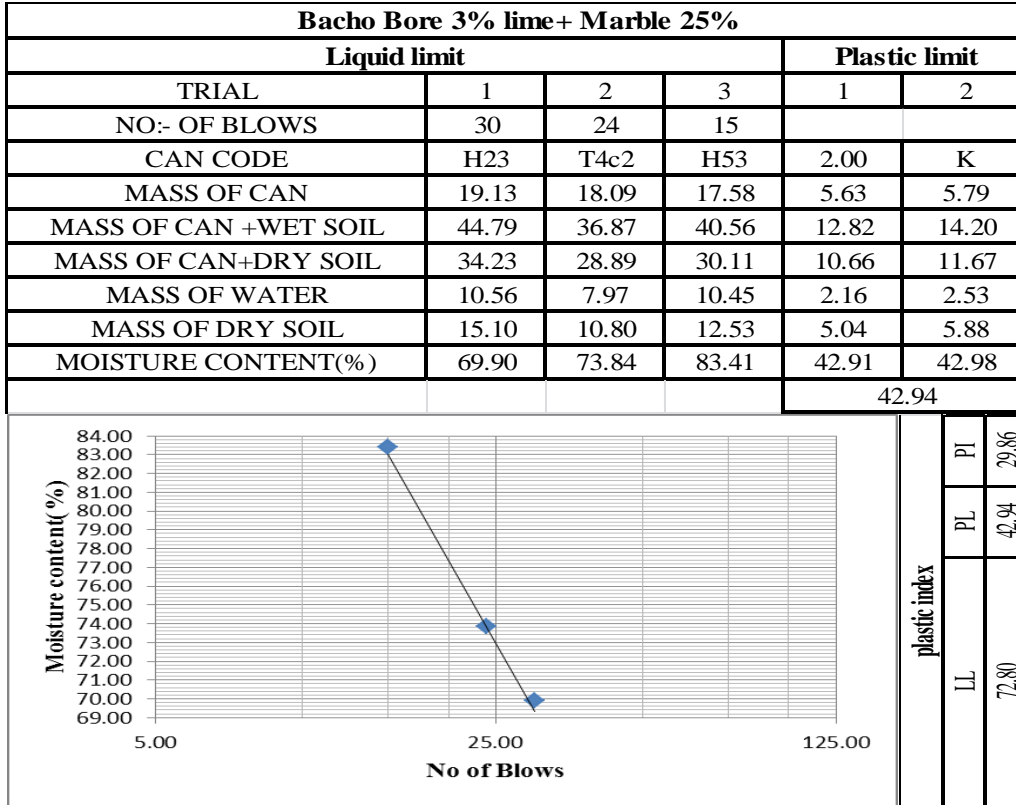 Bacho Bore 3% lime+ Marble 25%
Liquid limit Plastic limit
TRIAL 1 2 3 1 2
NO:- OF BLOWS 30 24 15
CAN CODE H23 T4c2 H53 2.00 K
MASS OF CAN 19.13 18.09 17.58 5.63 5.79
MASS OF CAN +WET SOIL 44.79 36.87 40.56 12.82 14.20
MASS OF CAN+DRY SOIL 34.23 28.89 30.11 10.66 11.67
MASS OF WATER 10.56 7.97 10.45 2.16 2.53
MASS OF DRY SOIL 15.10 10.80 12.53 5.04 5.88
MOISTURE CONTENT(%) 69.90 73.84 83.41 42.91 42.98
42.94
Moisture content( %)
84.00
83.00
82.00
81.00
80.00
79.00
78.00
77.00
76.00
75.00
74.00
73.00
72.00
71.00
70.00
69.00
5.00 25.00 125.00
No of Blows
plastic index
LL PL PI
72.80 42.94 29.86